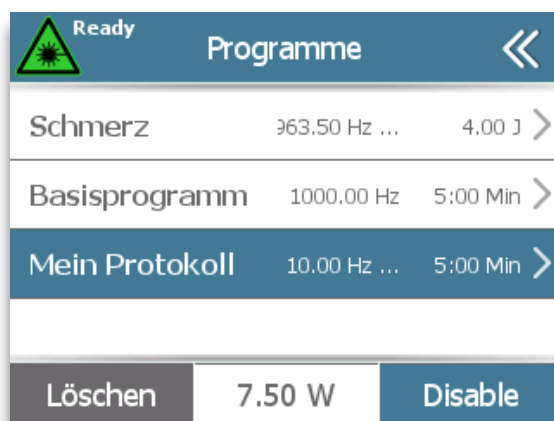 Ready
Programme
Schmerz 963.50 Hz ... 4.00 J
Basisprogramm 1000.00 Hz 5:00 Min
Mein Protokoll 10.00 Hz ... 5:00 Min
Löschen 7.50 W Disable